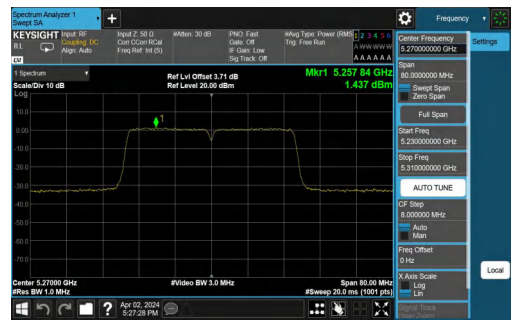 Spectrum Analyzer 1
Swept SA
Frequency
KEYSIGHT
RL
LV
Input: RF
Coupling: DC
Align: Auto
Input Z: 50 Ω
Corr CCorr RCal
Freq Ref: Int (S)
#Atten: 30 dB
PNO: Fast
Gate: Off
IF Gain: Low
Sig Track: Off
#Avg Type: Power (RMS
Trig: Free Run
1 2 3 4 5 6
A W W W W W
A A A A A A
1 Spectrum
Scale/Div 10 dB
Log
Ref Lvl Offset 3.71 dB
Ref Level 20.00 dBm
Mkr1 5.257 84 GHz
1.437 dBm
1
10.0
0.00
-10.0
-20.0
-30.0
-40.0
-50.0
-60.0
-70.0
Center 5.27000 GHz
#Res BW 1.0 MHz
#Video BW 3.0 MHz
Span 80.00 MHz
#Sweep 20.0 ms (1001 pts)
Center Frequency
5.270000000 GHz
Settings
Span
80.0000000 MHz
Swept Span
Zero Span
Full Span
Start Freq
5.230000000 GHz
Stop Freq
5.310000000 GHz
AUTO TUNE
CF Step
8.000000 MHz
Auto
Man
Freq Offset
0 Hz
X Axis Scale
Log
Lin
Local
Signal Track
Apr 02, 2024
5:27:28 PM